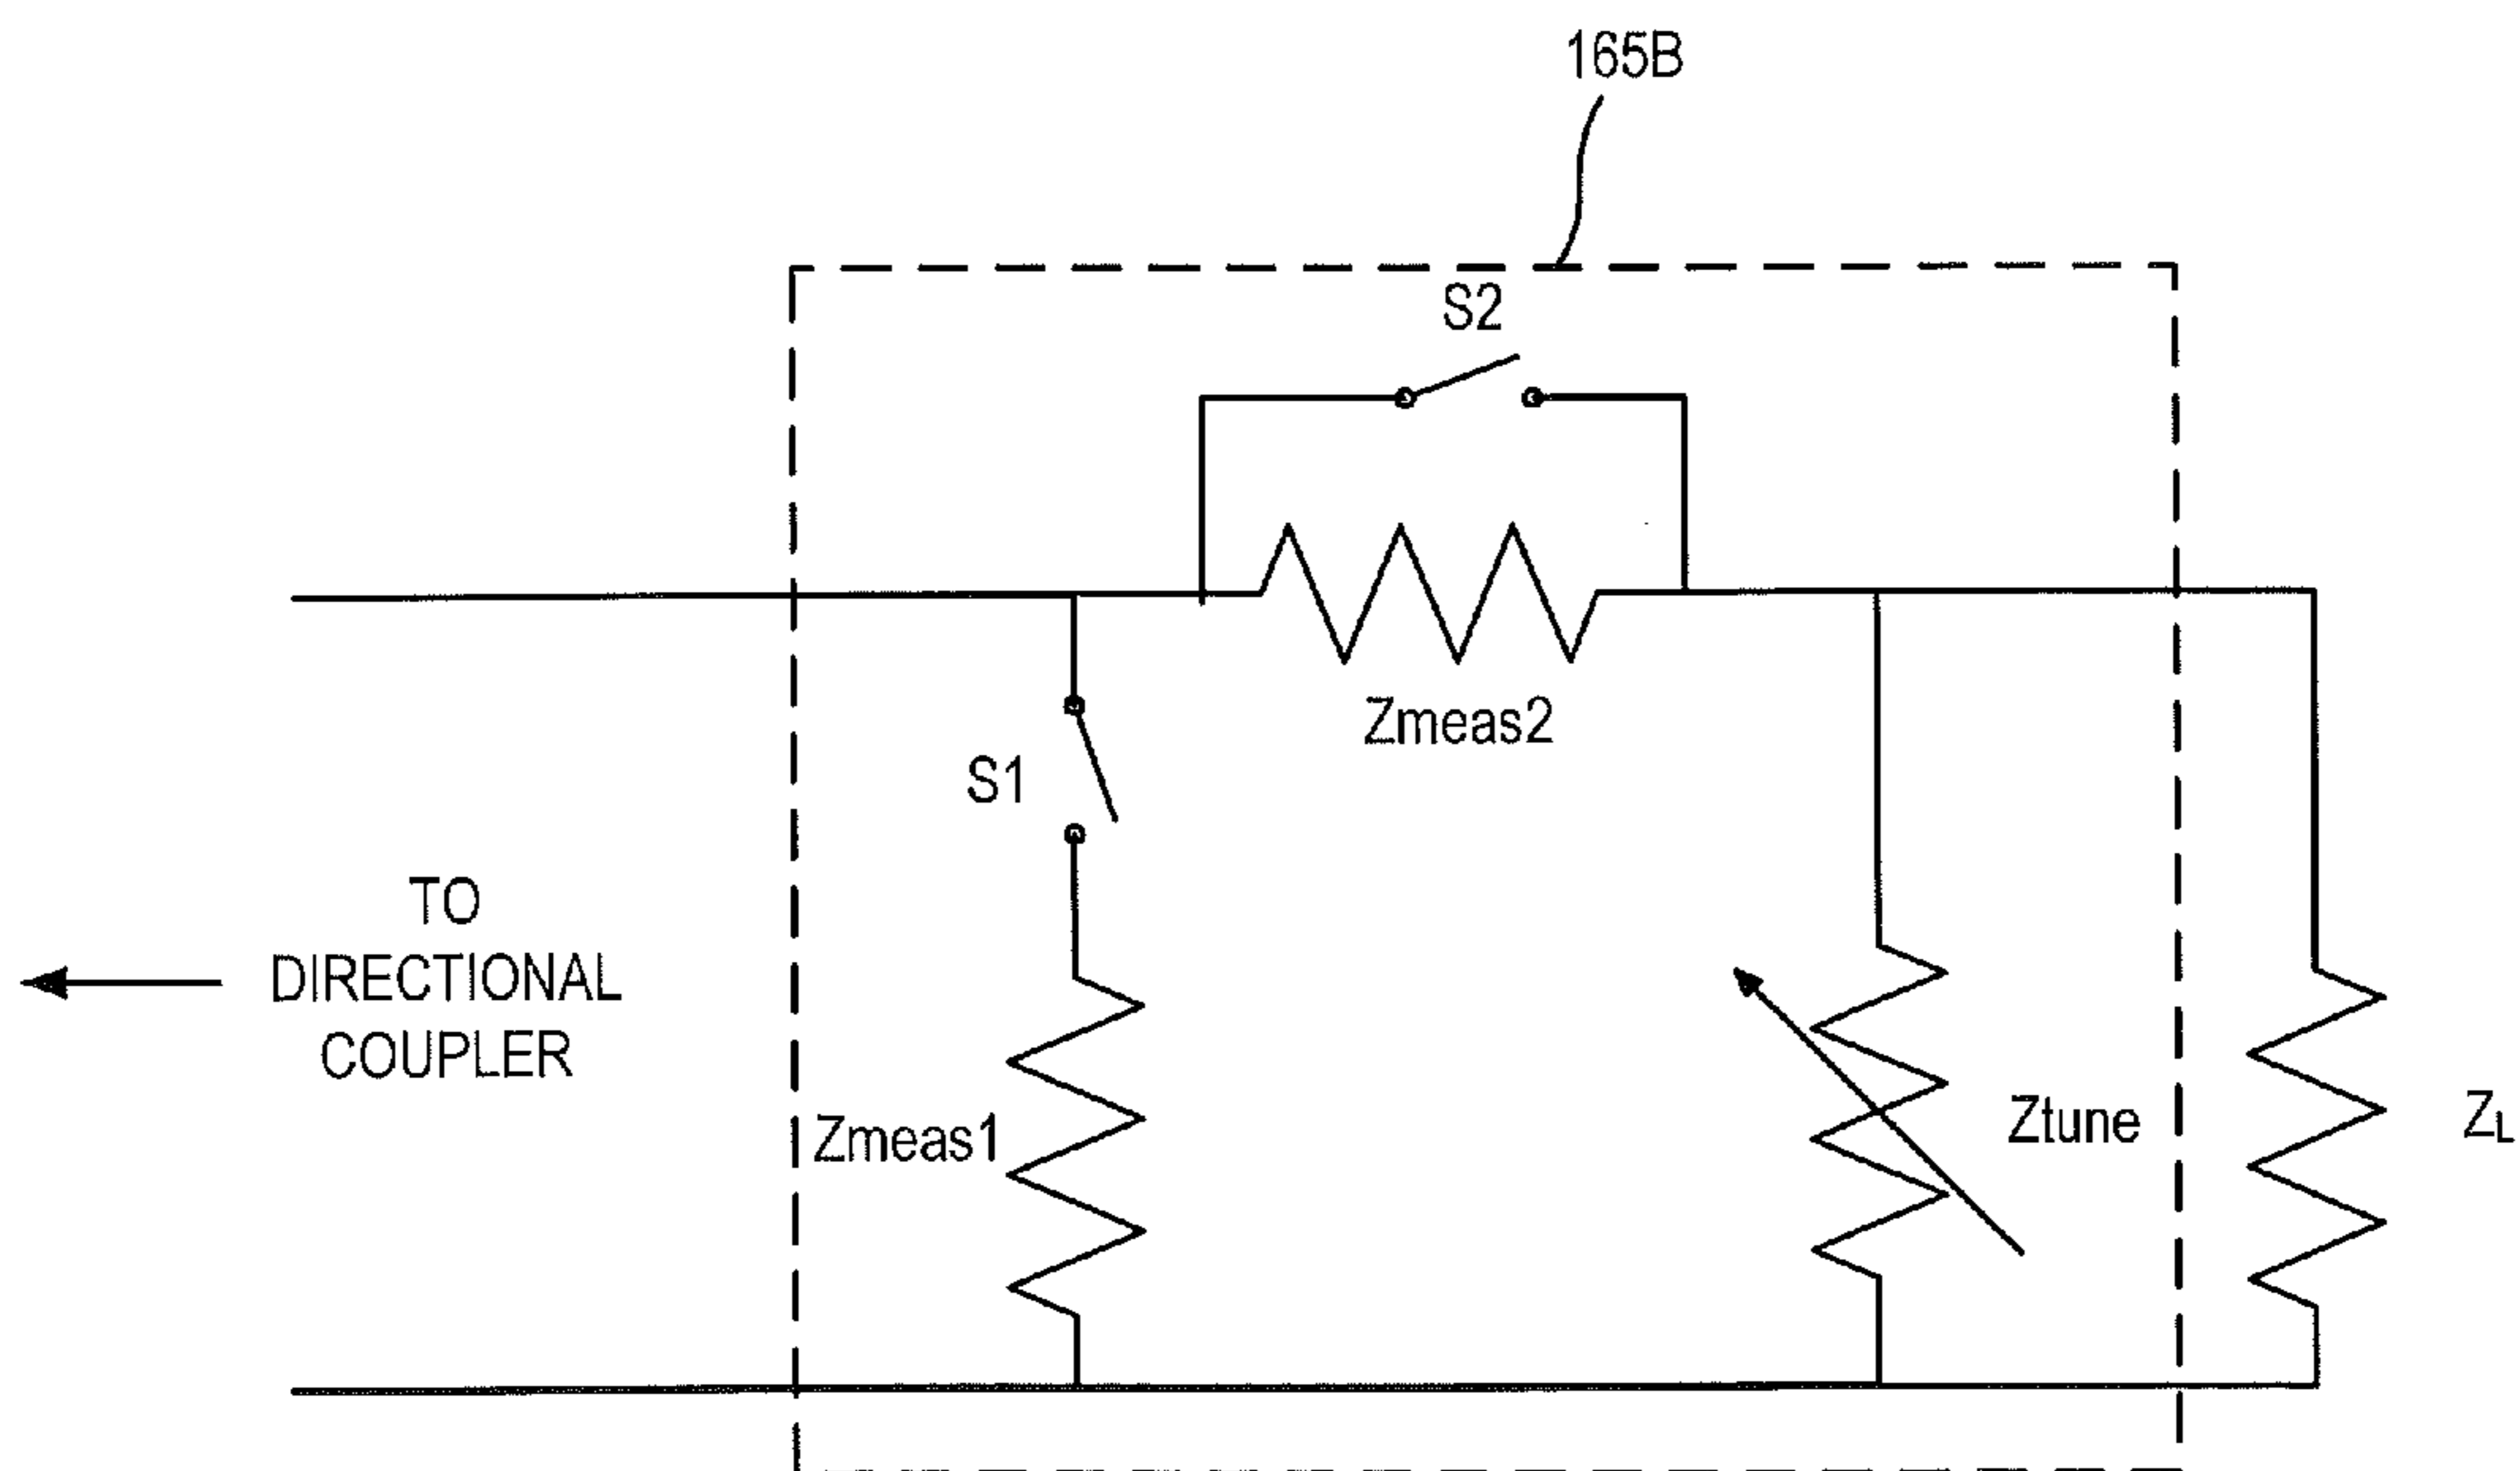 165B
S2
Zmeas2
S1
TO
DIRECTIONAL
COUPLER
Zmeas1
Ztune
ZL